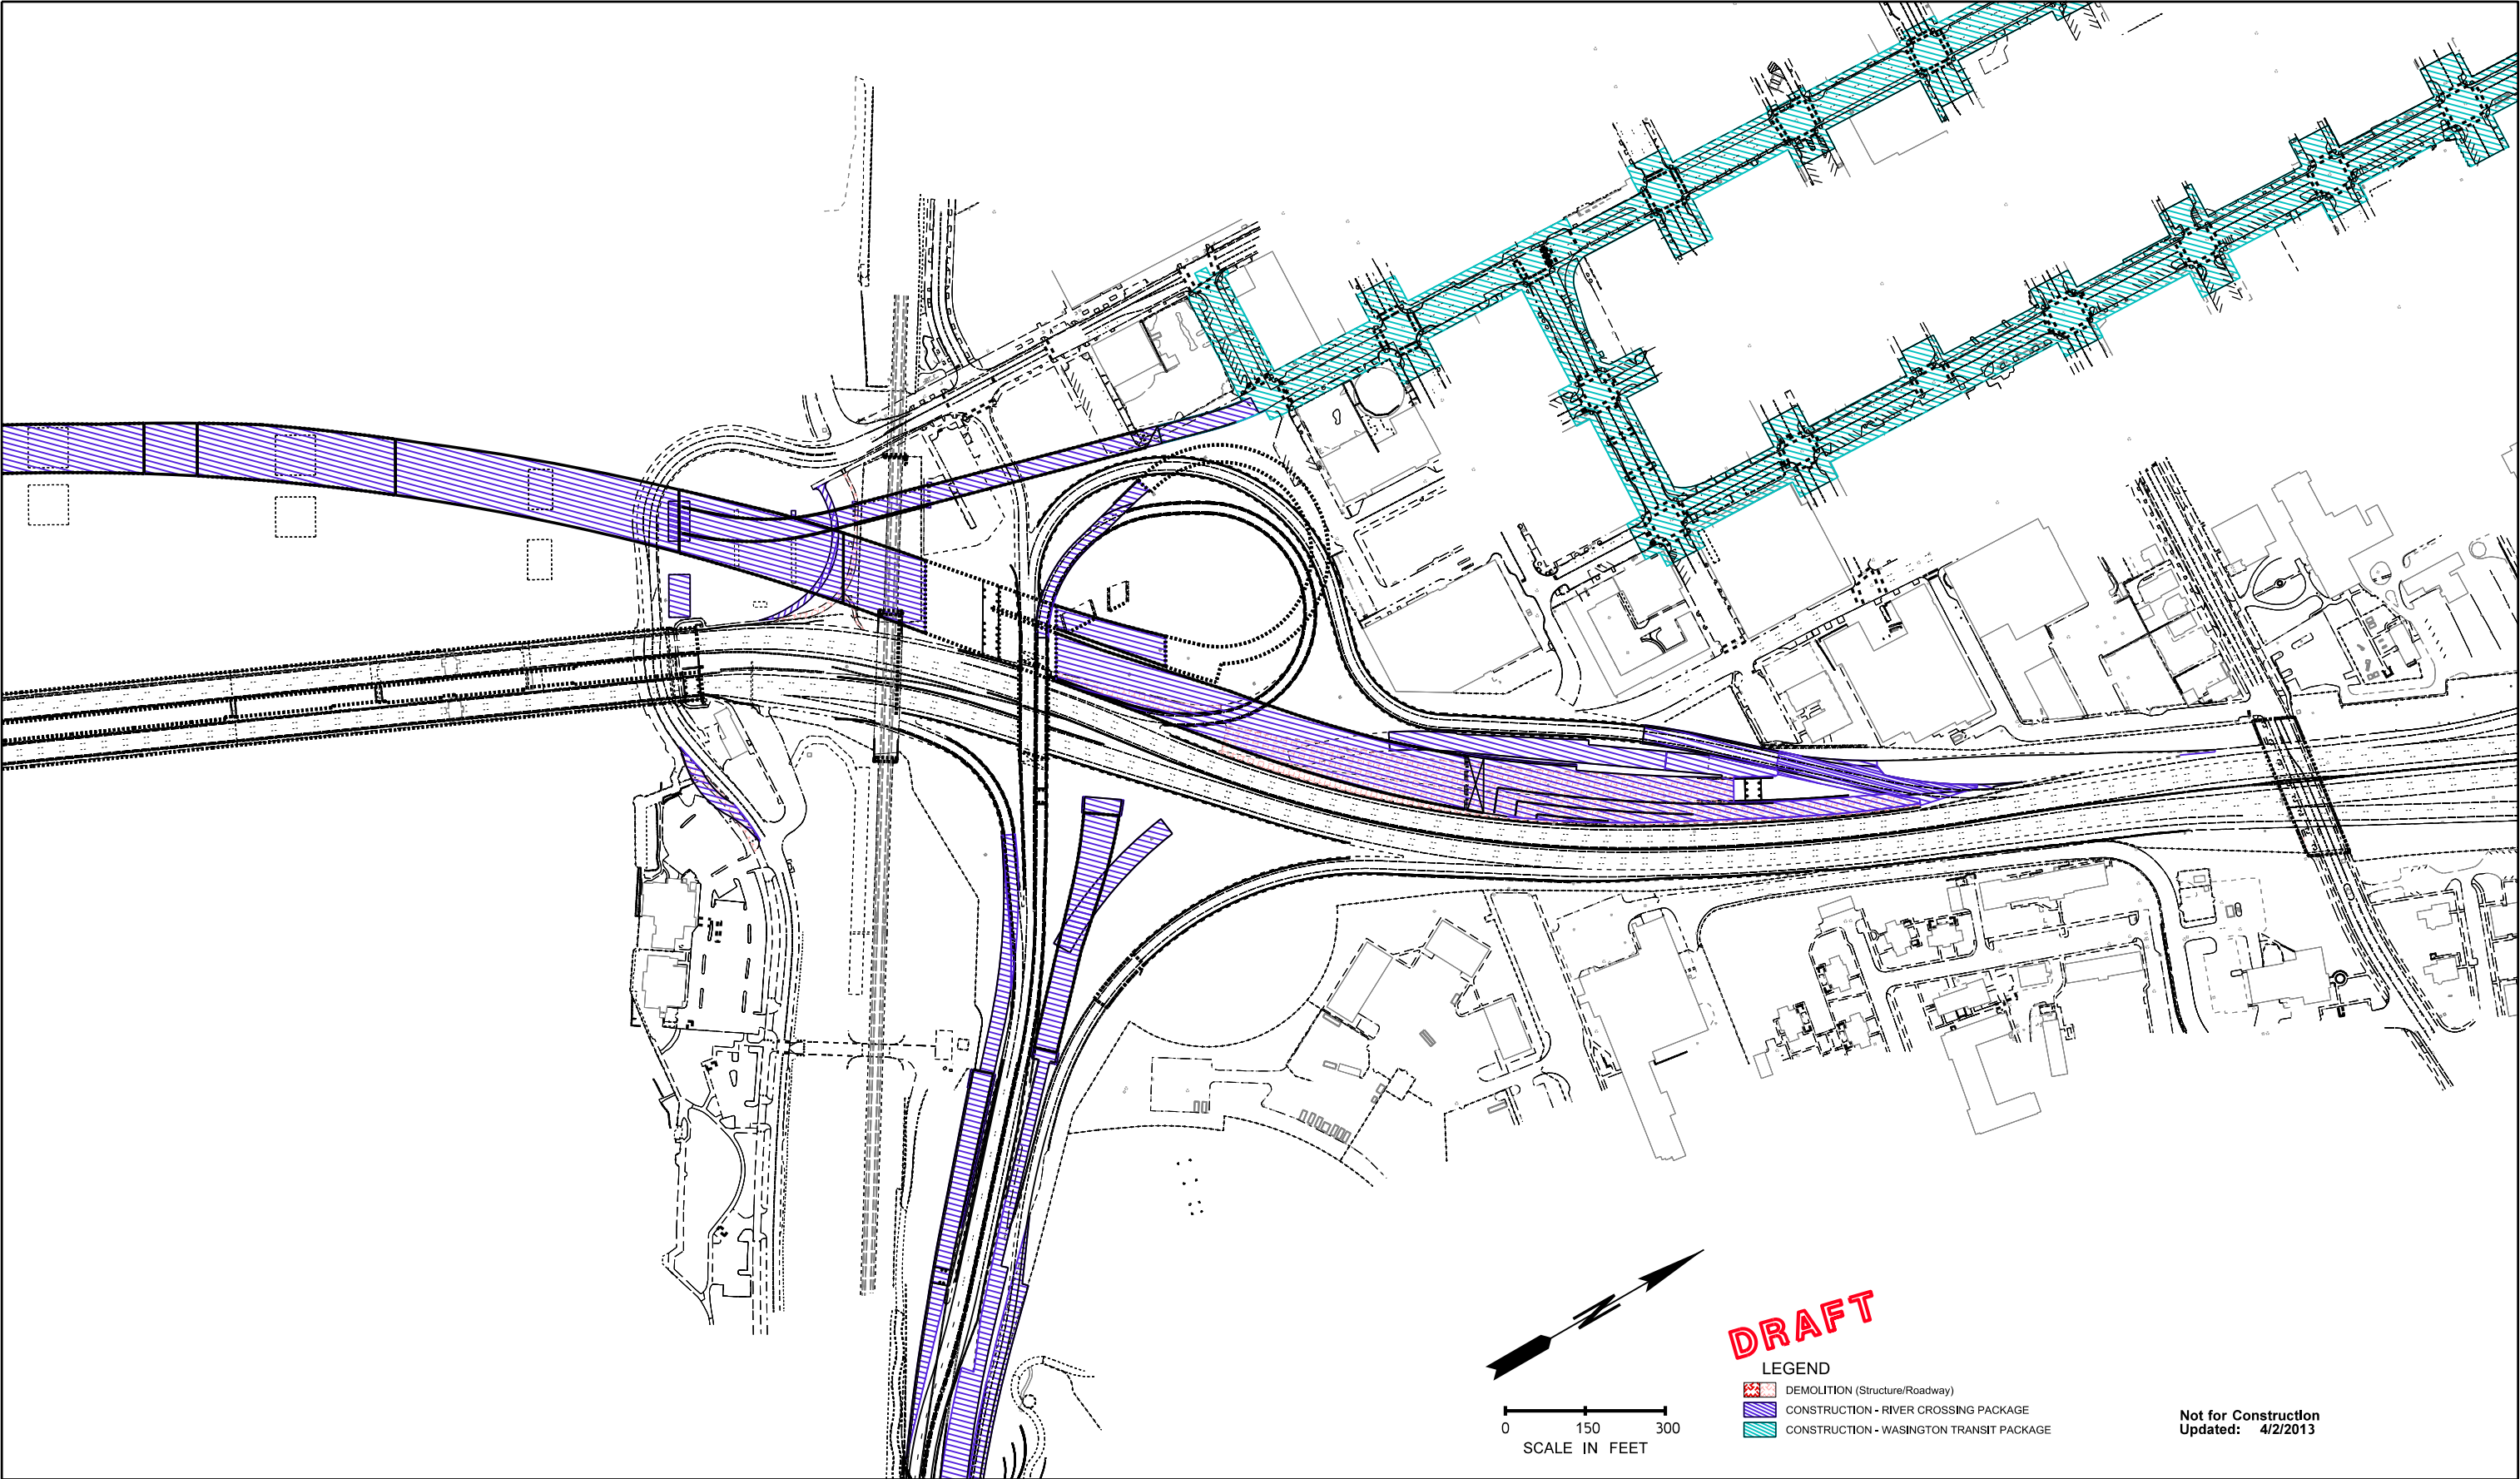 DRAFT
LEGEND
DEMOLITION (Structure/Roadway)
CONSTRUCTION - RIVER CROSSING PACKAGE
CONSTRUCTION - WASINGTON TRANSIT PACKAGE
N
0 150 300
SCALE IN FEET
Not for Construction
Updated: 4/2/2013